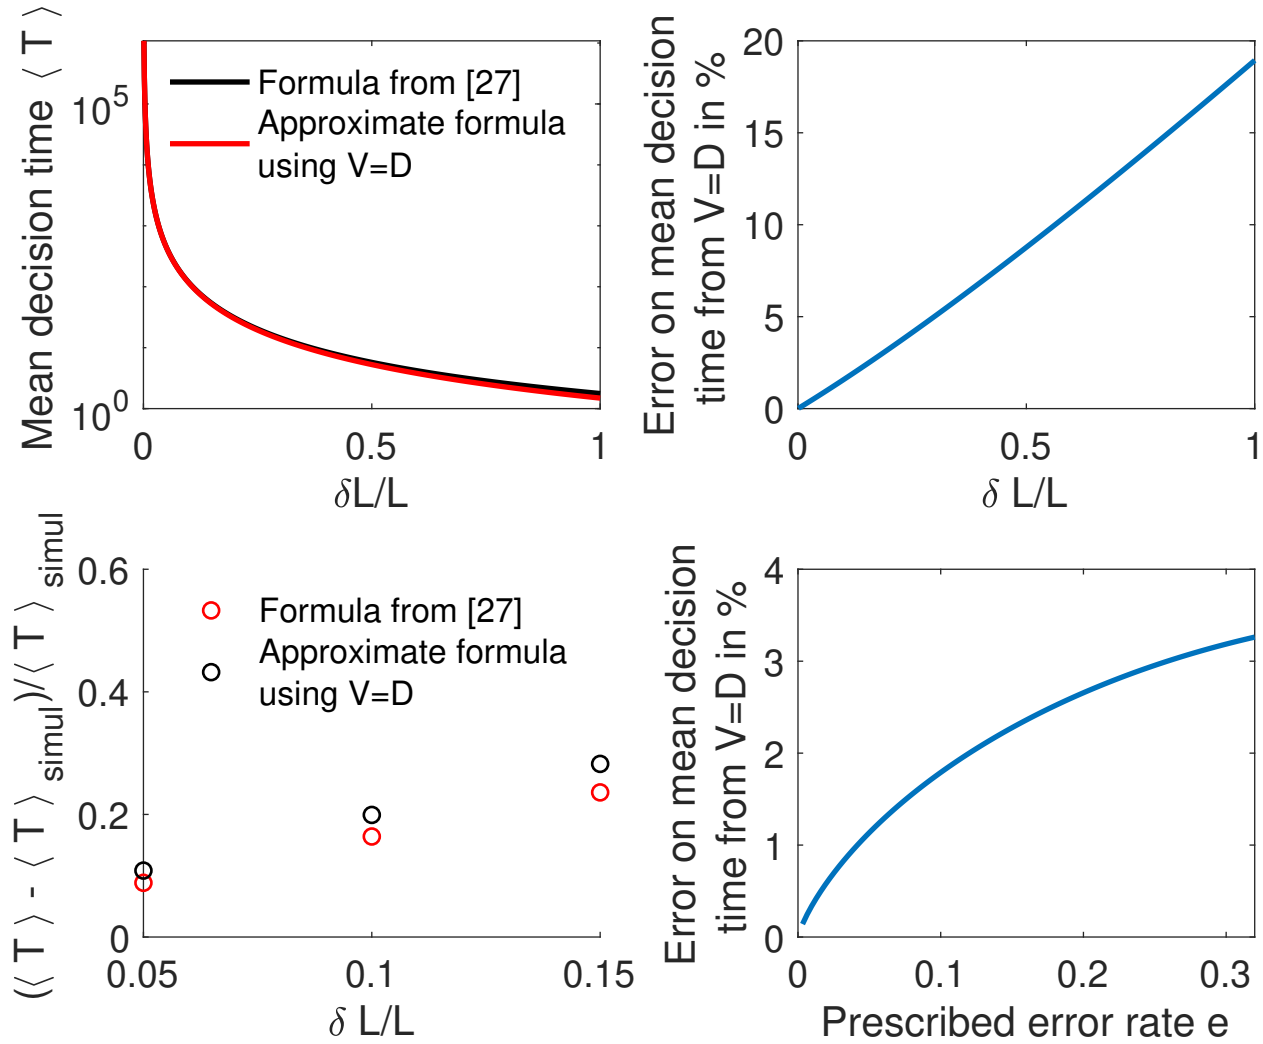 Mean decision time ⟨ T ⟩
10^5
10^0
Formula from [27]
Approximate formula
using V=D
0
0.5
1
δL/L
Error on mean decision
time from V=D in %
20
15
10
5
0
0
0.5
1
δ L/L
(⟨ T ⟩ - ⟨ T ⟩ simul)/⟨ T ⟩ simul
0.6
0.4
0.2
0
Formula from [27]
Approximate formula
using V=D
0.05
0.1
0.15
δ L/L
Error on mean decision
time from V=D in %
4
3
2
1
0
0
0.1
0.2
0.3
Prescribed error rate e